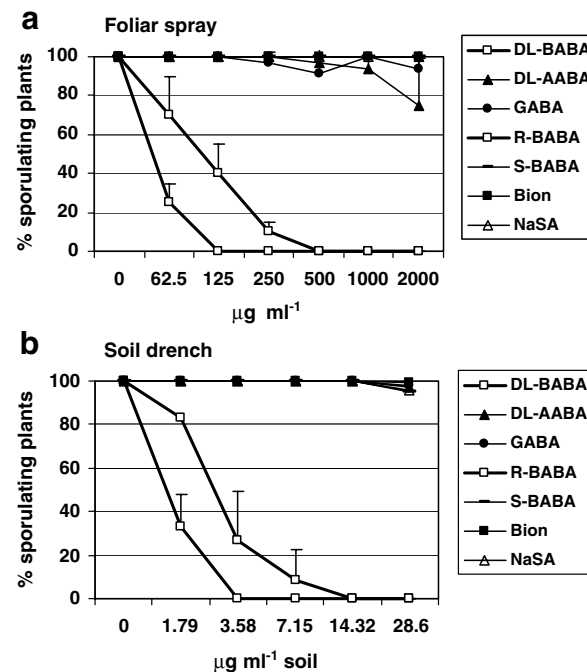 a
Foliar spray
% sporulating plants
100
80
60
40
20
0
0 62.5 125 250 500 1000 2000
µg ml-1
DL-BABA
DL-AABA
GABA
R-BABA
S-BABA
Bion
NaSA
b
Soil drench
% sporulating plants
100
80
60
40
20
0
0 1.79 3.58 7.15 14.32 28.6
µg ml-1 soil
DL-BABA
DL-AABA
GABA
R-BABA
S-BABA
Bion
NaSA